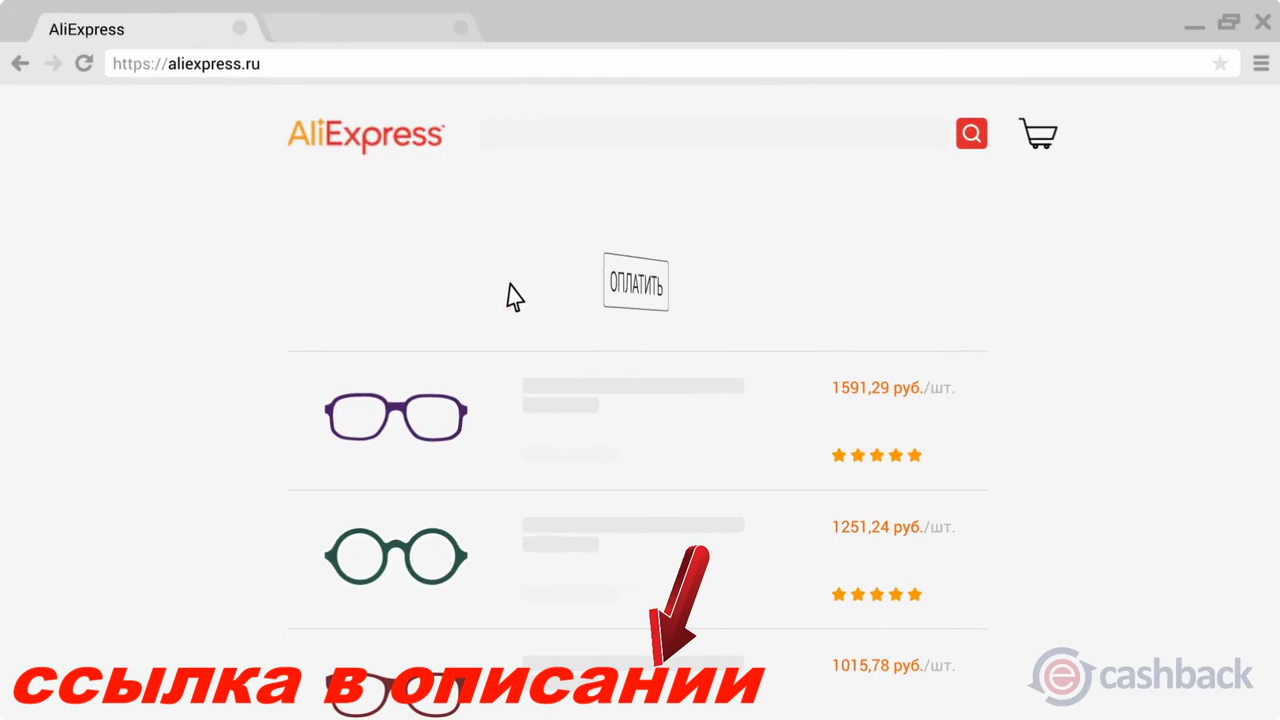 AliExpress
https://aliexpress.ru
AliExpress™
ОПЛАТИТЬ
1591,29 руб./шт.
1251,24 руб./шт.
1015,78 руб./шт.
ссылка в описании
e cashback